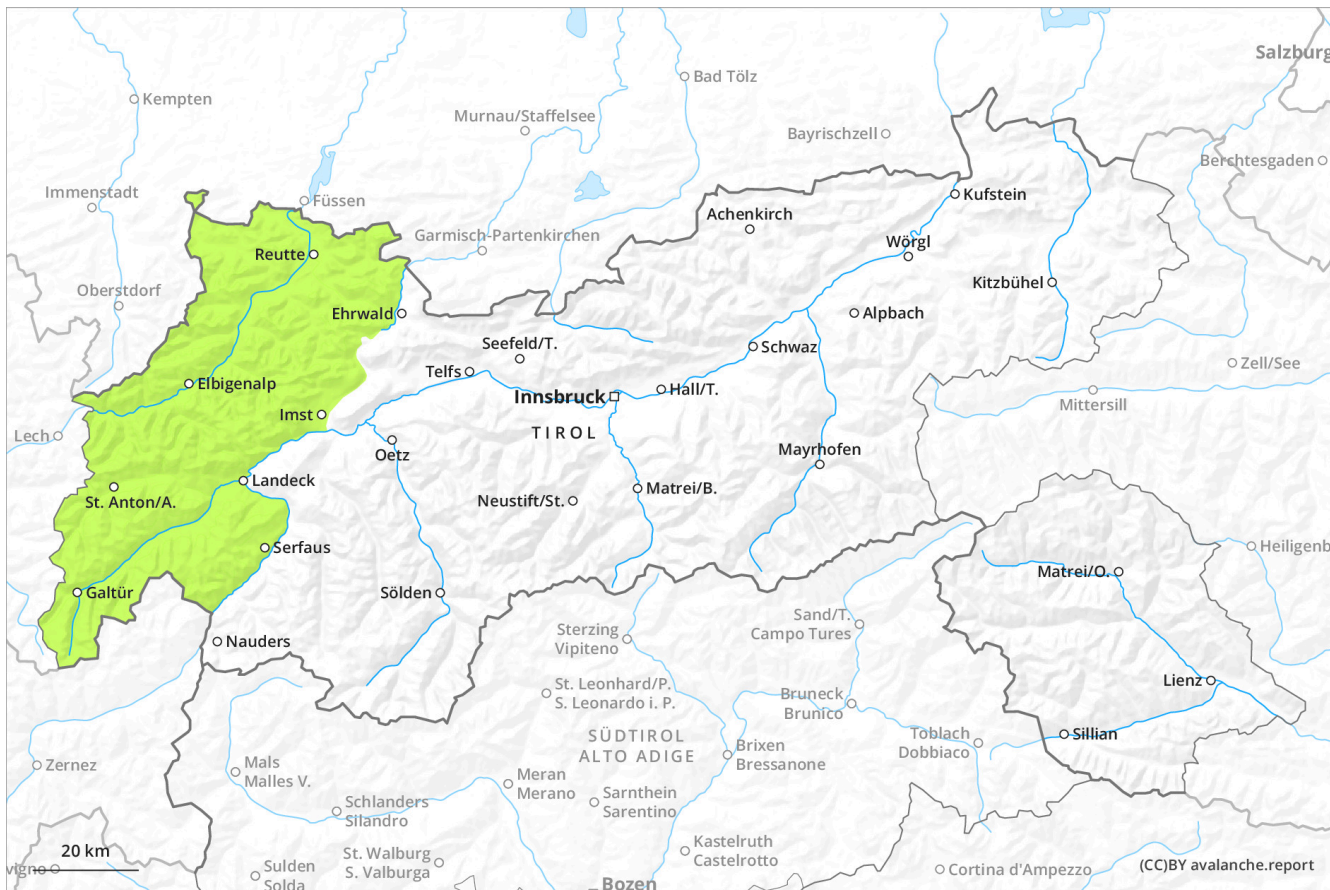 Salzburg
Bad Tölz
Kempten
Murnau/Staffelsee
Bayrischzell
Berchtesgaden
Immenstadt
Füssen
Kufstein
Achenkirch
Garmisch-Partenkirchen
Wörgl
Reutte
Kitzbühel
Oberstdorf
Ehrwald
Alpbach
Seefeld/T.
Schwaz
Zell/See
Telfs
Elbigenalp
Innsbruck
Hall/T.
Mittersill
Imst
TIROL
Lech
Oetz
Mayrhofen
Landeck
St. Anton/A.
Neustift/St.
Matrei/B.
Serfaus
Heiligenb
Matrei/O.
Galtür
Sölden
Sand/T.
Campo Tures
Nauders
Sterzing
Vipiteno
Lienz
St. Leonhard/P.
S. Leonardo i. P.
Bruneck
Brunico
SÜDTIROL
ALTO ADIGE
Toblach
Dobbiaco
Sillian
Brixen
Bressanone
Zernez
Mals
Malles V.
Meran
Merano
Sarnthein
Sarentino
Schlanders
Silandro
Kastelruth
Castelrotto
20 km
St. Walburg
S. Valburga
vigno
Sulden
Solda
Cortina d'Ampezzo
(CC)BY avalanche.report
Bozen